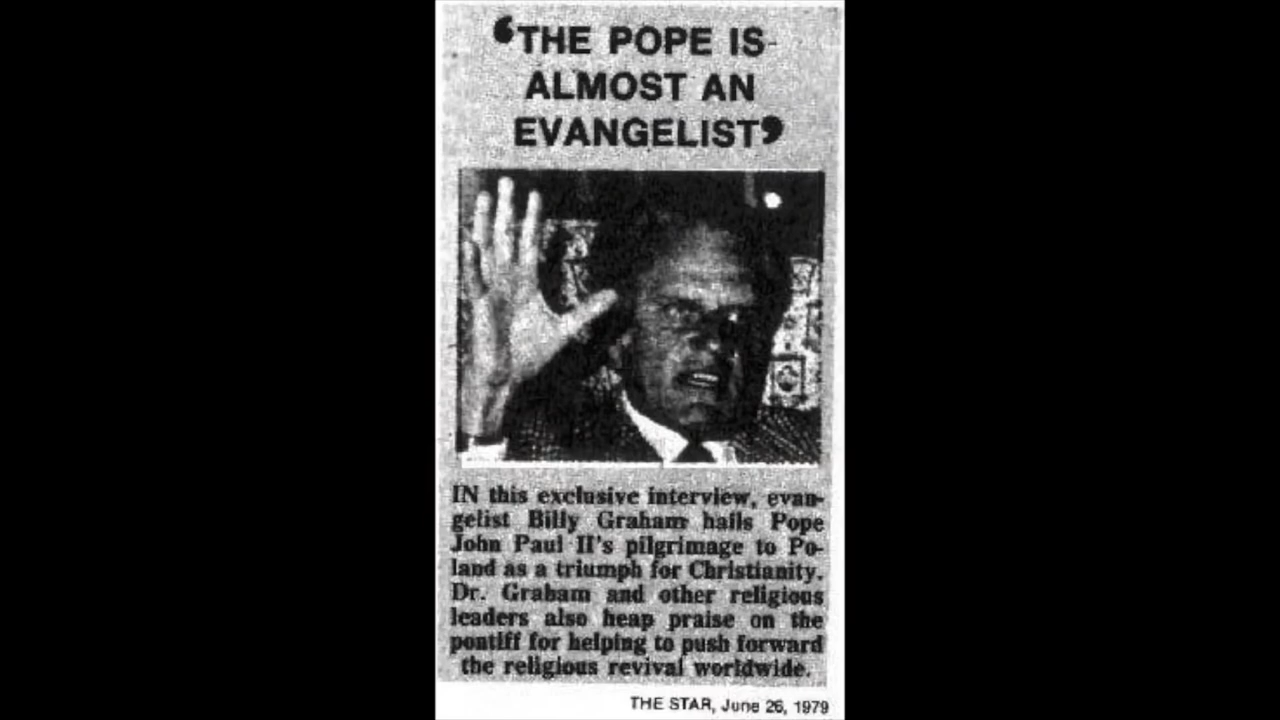 ‘THE POPE IS
ALMOST AN
EVANGELIST’
IN this exclusive interview, evan-
gelist Billy Graham hails Pope
John Paul II's pilgrimage to Po-
land as a triumph for Christianity.
Dr. Graham and other religious
leaders also heap praise on the
pontiff for helping to push forward
the religious revival worldwide.
THE STAR, June 26, 1979